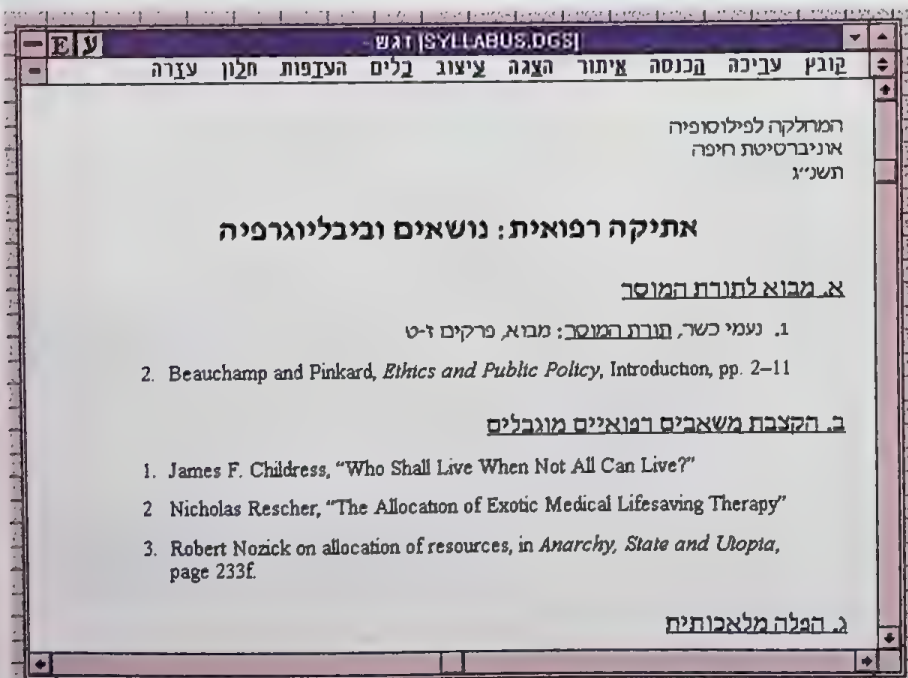 E ע דגש [SYLLABUS.DGS] -
קובץ עריכה הכנסה איתור הצגה עיצוב כלים העדפות חלון עזרה
המחלקה לפילוסופיה
אוניברסיטת חיפה
תשנ״ג
אתיקה רפואית: נושאים וביבליוגרפיה
א. מבוא לתורת המוסר
1. נעמי כשר, תורת המוסר: מבוא, פרקים ז-ט
2. Beauchamp and Pinkard, Ethics and Public Policy, Introduction, pp. 2–11
ב. הקצבת משאבים רפואיים מוגבלים
1. James F. Childress, “Who Shall Live When Not All Can Live?”
2 Nicholas Rescher, “The Allocation of Exotic Medical Lifesaving Therapy”
3. Robert Nozick on allocation of resources, in Anarchy, State and Utopia,
page 233f.
ג. הפלה מלאכותית